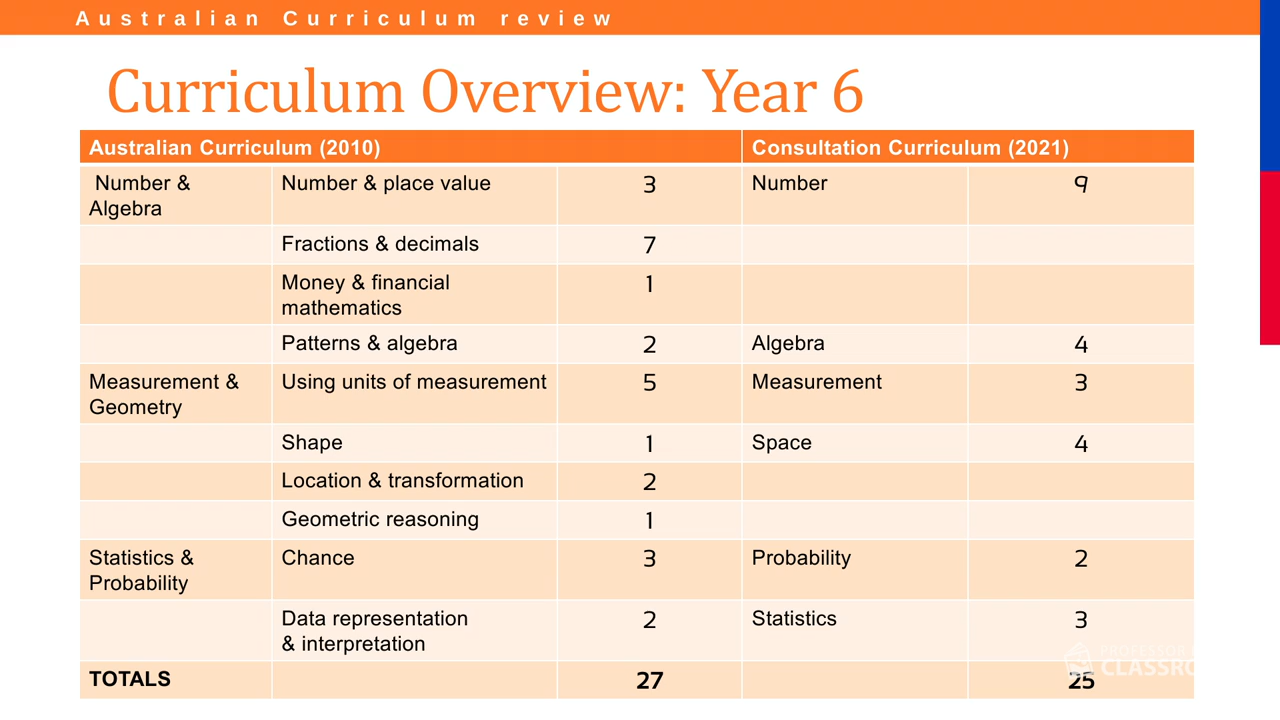 Australian Curriculum review
Curriculum Overview: Year 6
Australian Curriculum (2010) Consultation Curriculum (2021)
Number & Number & place value 3 Number 9
Algebra
Fractions & decimals 7
Money & financial 1
mathematics
Patterns & algebra 2 Algebra 4
Measurement & Using units of measurement 5 Measurement 3
Geometry
Shape 1 Space 4
Location & transformation 2
Geometric reasoning 1
Statistics & Chance 3 Probability 2
Probability
Data representation 2 Statistics 3
& interpretation
PROFESSOR
TOTALS 27 25